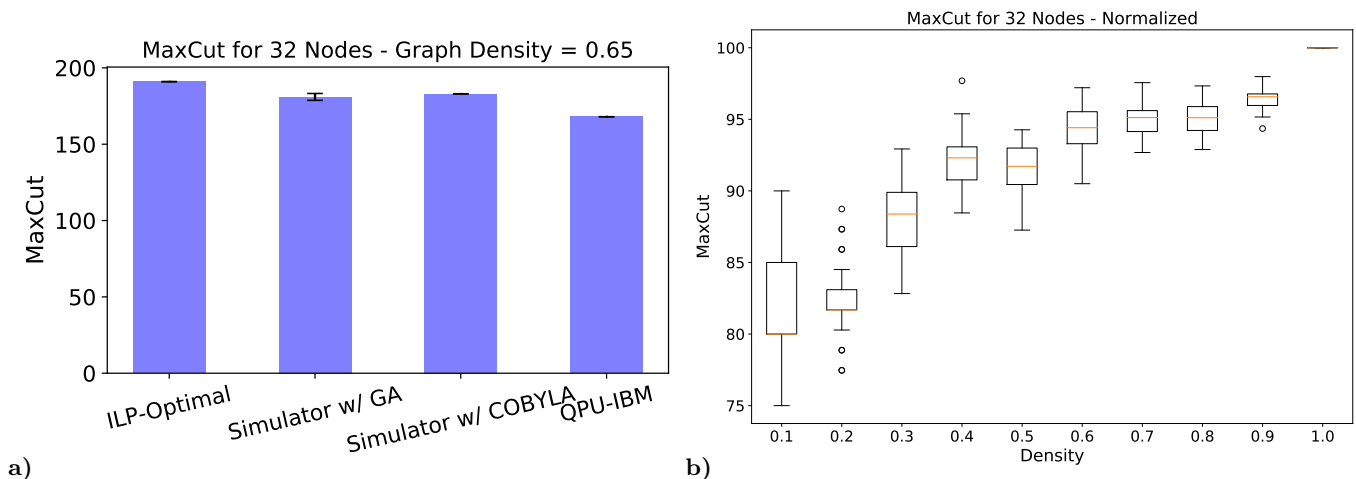 MaxCut for 32 Nodes - Graph Density = 0.65
MaxCut
200
150
100
50
0
ILP-Optimal
Simulator w/ GA
Simulator w/ COBYLA
QPU-IBM
a)
MaxCut for 32 Nodes - Normalized
MaxCut
100
95
90
85
80
75
0.1 0.2 0.3 0.4 0.5 0.6 0.7 0.8 0.9 1.0
Density
b)